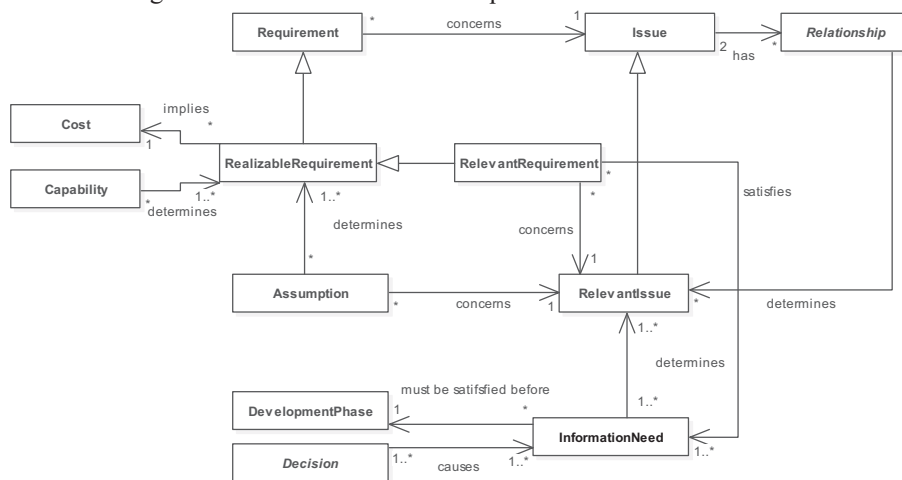 Requirement
*
concerns
1
Issue
2
has
*
Relationship
implies
*
Cost
1
RealizableRequirement
RelevantRequirement
*
*
satisfies
Capability
*
determines
1..*
1..*
determines
*
concerns
1
Assumption
*
concerns
1
RelevantIssue
*
determines
1..*
determines
must be satifsfied before
1..*
DevelopmentPhase
1
*
InformationNeed
1..*
Decision
1..*
causes
1..*